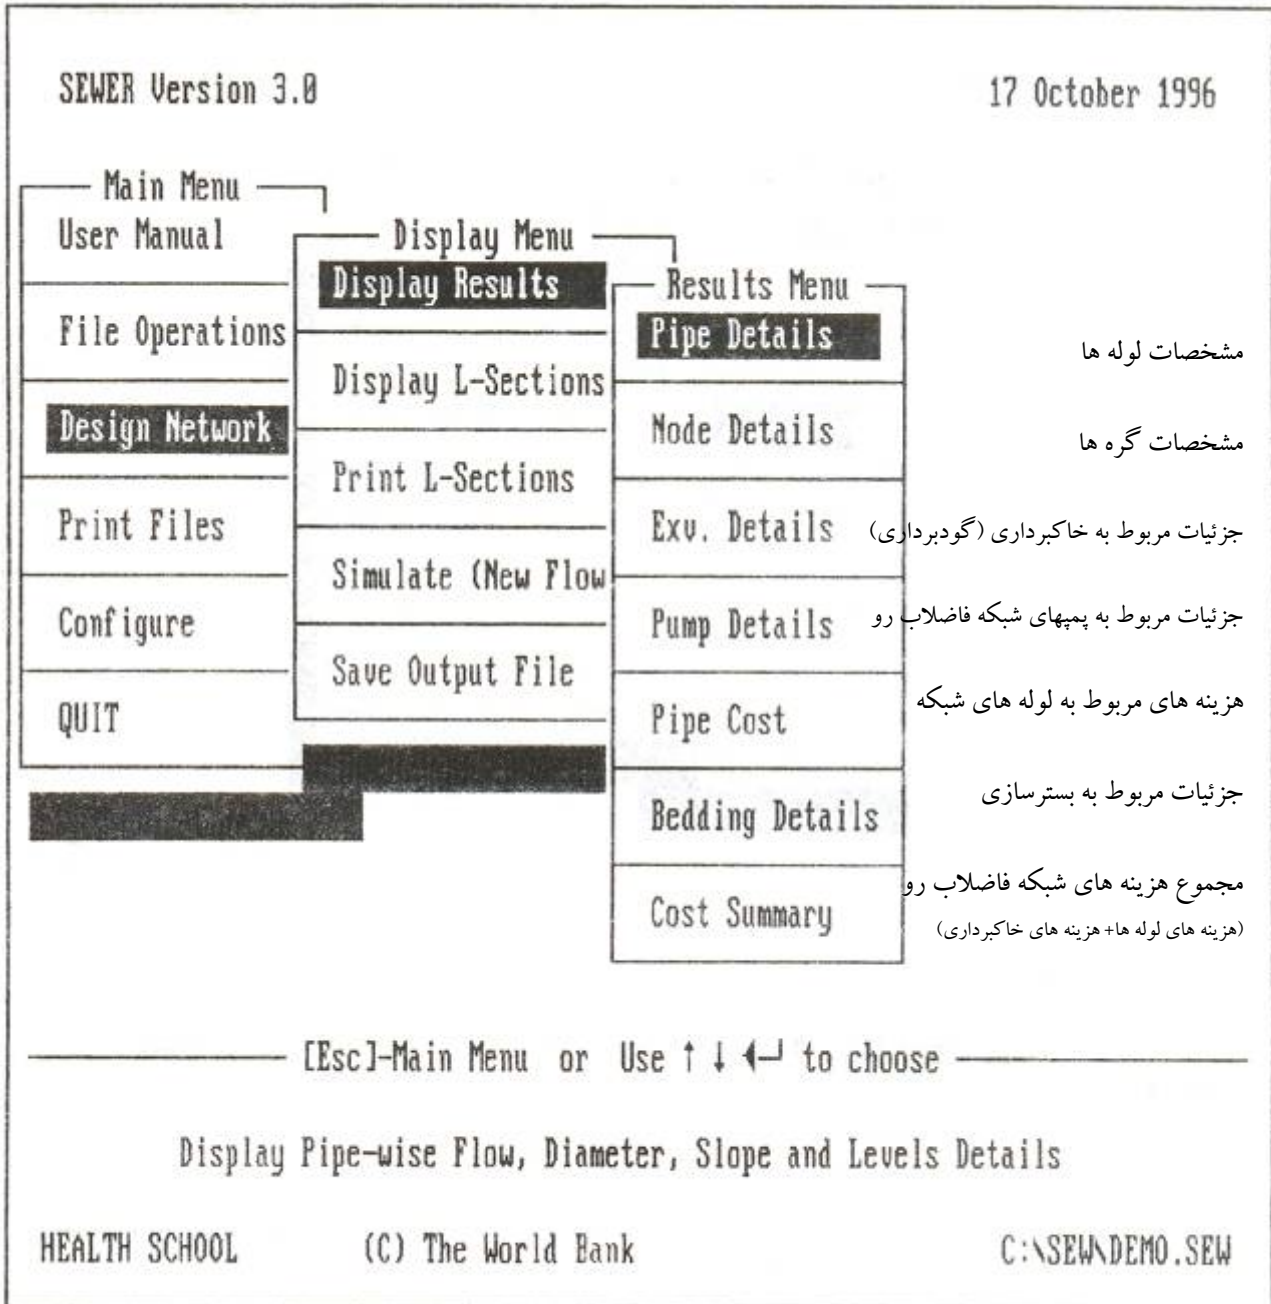 SEWER Version 3.0
17 October 1996
Main Menu
User Manual
File Operations
Design Network
Print Files
Configure
QUIT
Display Menu
Display Results
Display L-Sections
Print L-Sections
Simulate (New Flow
Save Output File
Results Menu
Pipe Details
مشخصات لوله ها
Node Details
مشخصات گره ها
Exv. Details
جزئیات مربوط به خاکبرداری (گودبرداری)
Pump Details
جزئیات مربوط به پمپهای شبکه فاضلاب رو
Pipe Cost
هزینه های مربوط به لوله های شبکه
Bedding Details
جزئیات مربوط به بسترسازی
Cost Summary
مجموع هزینه های شبکه فاضلاب رو
(هزینه های لوله ها+ هزینه های خاکبرداری)
[Esc]-Main Menu or Use ↑ ↓ ◄┘ to choose
Display Pipe-wise Flow, Diameter, Slope and Levels Details
HEALTH SCHOOL
(C) The World Bank
C:\SEW\DEMO.SEW